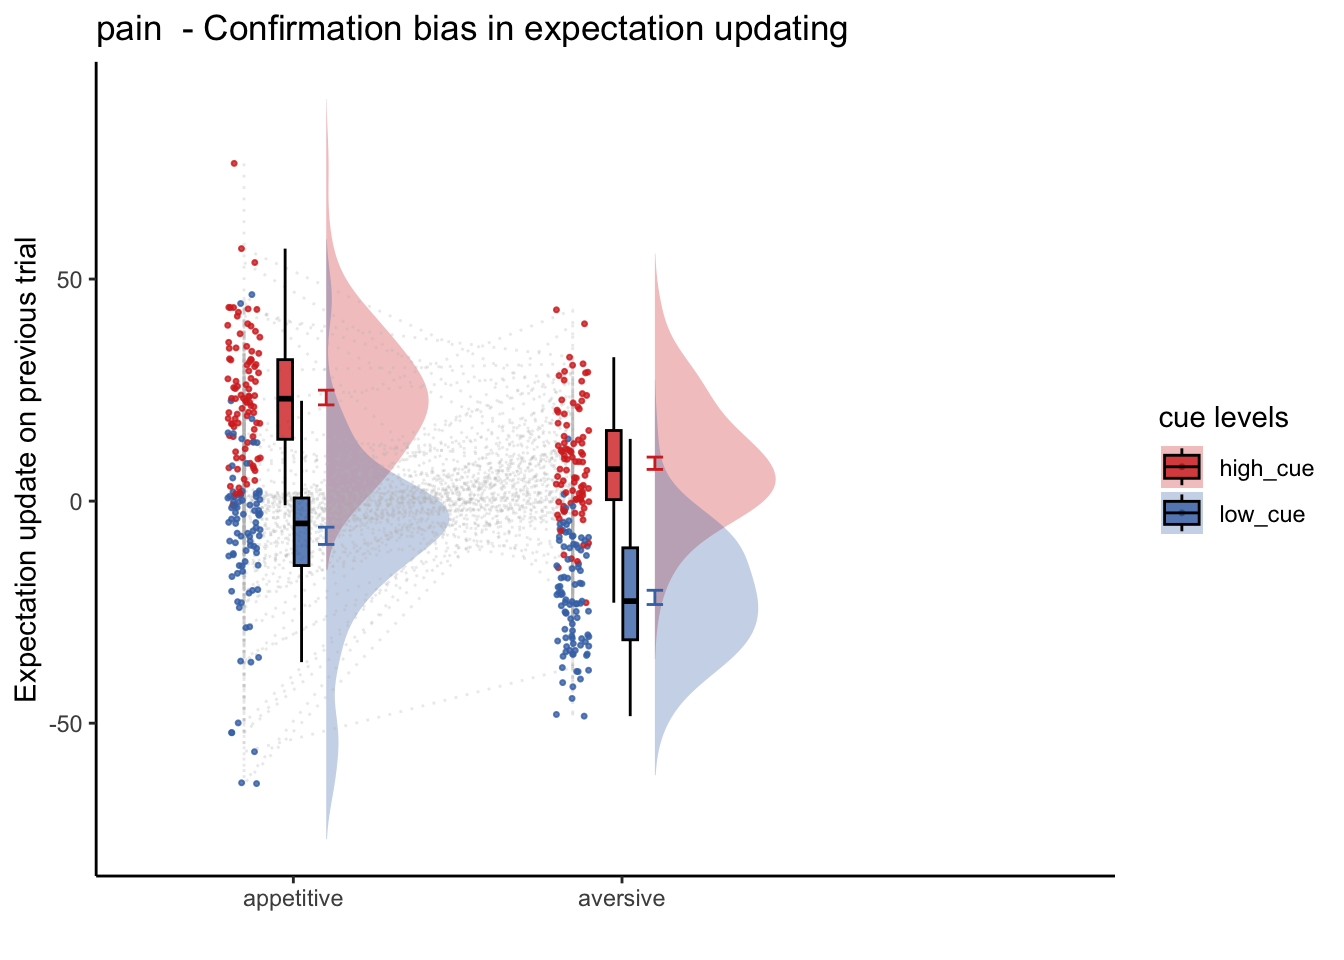 pain  - Confirmation bias in expectation updating
Expectation update on previous trial
50
0
-50
appetitive
aversive
cue levels
high_cue
low_cue